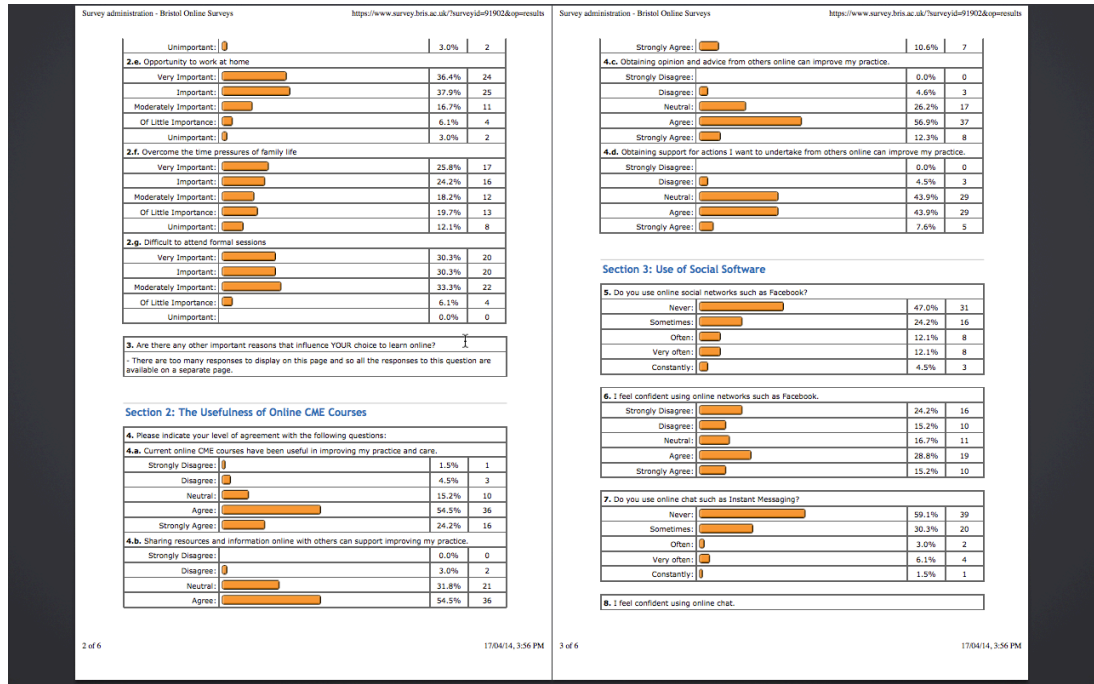 Survey administration - Bristol Online Surveys https://www.survey.bris.ac.uk/?surveyid=91902&op=results
Unimportant: 3.0% 2
2.e. Opportunity to work at home
Very Important: 36.4% 24
Important: 37.9% 25
Moderately Important: 16.7% 11
Of Little Importance: 6.1% 4
Unimportant: 3.0% 2
2.f. Overcome the time pressures of family life
Very Important: 25.8% 17
Important: 24.2% 16
Moderately Important: 18.2% 12
Of Little Importance: 19.7% 13
Unimportant: 12.1% 8
2.g. Difficult to attend formal sessions
Very Important: 30.3% 20
Important: 30.3% 20
Moderately Important: 33.3% 22
Of Little Importance: 6.1% 4
Unimportant: 0.0% 0
3. Are there any other important reasons that influence YOUR choice to learn online?
- There are too many responses to display on this page and so all the responses to this question are
available on a separate page.
Section 2: The Usefulness of Online CME Courses
4. Please indicate your level of agreement with the following questions:
4.a. Current online CME courses have been useful in improving my practice and care.
Strongly Disagree: 1.5% 1
Disagree: 4.5% 3
Neutral: 15.2% 10
Agree: 54.5% 36
Strongly Agree: 24.2% 16
4.b. Sharing resources and information online with others can support improving my practice.
Strongly Disagree: 0.0% 0
Disagree: 3.0% 2
Neutral: 31.8% 21
Agree: 54.5% 36
2 of 6 17/04/14, 3:56 PM
Survey administration - Bristol Online Surveys https://www.survey.bris.ac.uk/?surveyid=91902&op=results
Strongly Agree: 10.6% 7
4.c. Obtaining opinion and advice from others online can improve my practice.
Strongly Disagree: 0.0% 0
Disagree: 4.6% 3
Neutral: 26.2% 17
Agree: 56.9% 37
Strongly Agree: 12.3% 8
4.d. Obtaining support for actions I want to undertake from others online can improve my practice.
Strongly Disagree: 0.0% 0
Disagree: 4.5% 3
Neutral: 43.9% 29
Agree: 43.9% 29
Strongly Agree: 7.6% 5
Section 3: Use of Social Software
5. Do you use online social networks such as Facebook?
Never: 47.0% 31
Sometimes: 24.2% 16
Often: 12.1% 8
Very often: 12.1% 8
Constantly: 4.5% 3
6. I feel confident using online networks such as Facebook.
Strongly Disagree: 24.2% 16
Disagree: 15.2% 10
Neutral: 16.7% 11
Agree: 28.8% 19
Strongly Agree: 15.2% 10
7. Do you use online chat such as Instant Messaging?
Never: 59.1% 39
Sometimes: 30.3% 20
Often: 3.0% 2
Very often: 6.1% 4
Constantly: 1.5% 1
8. I feel confident using online chat.
3 of 6 17/04/14, 3:56 PM